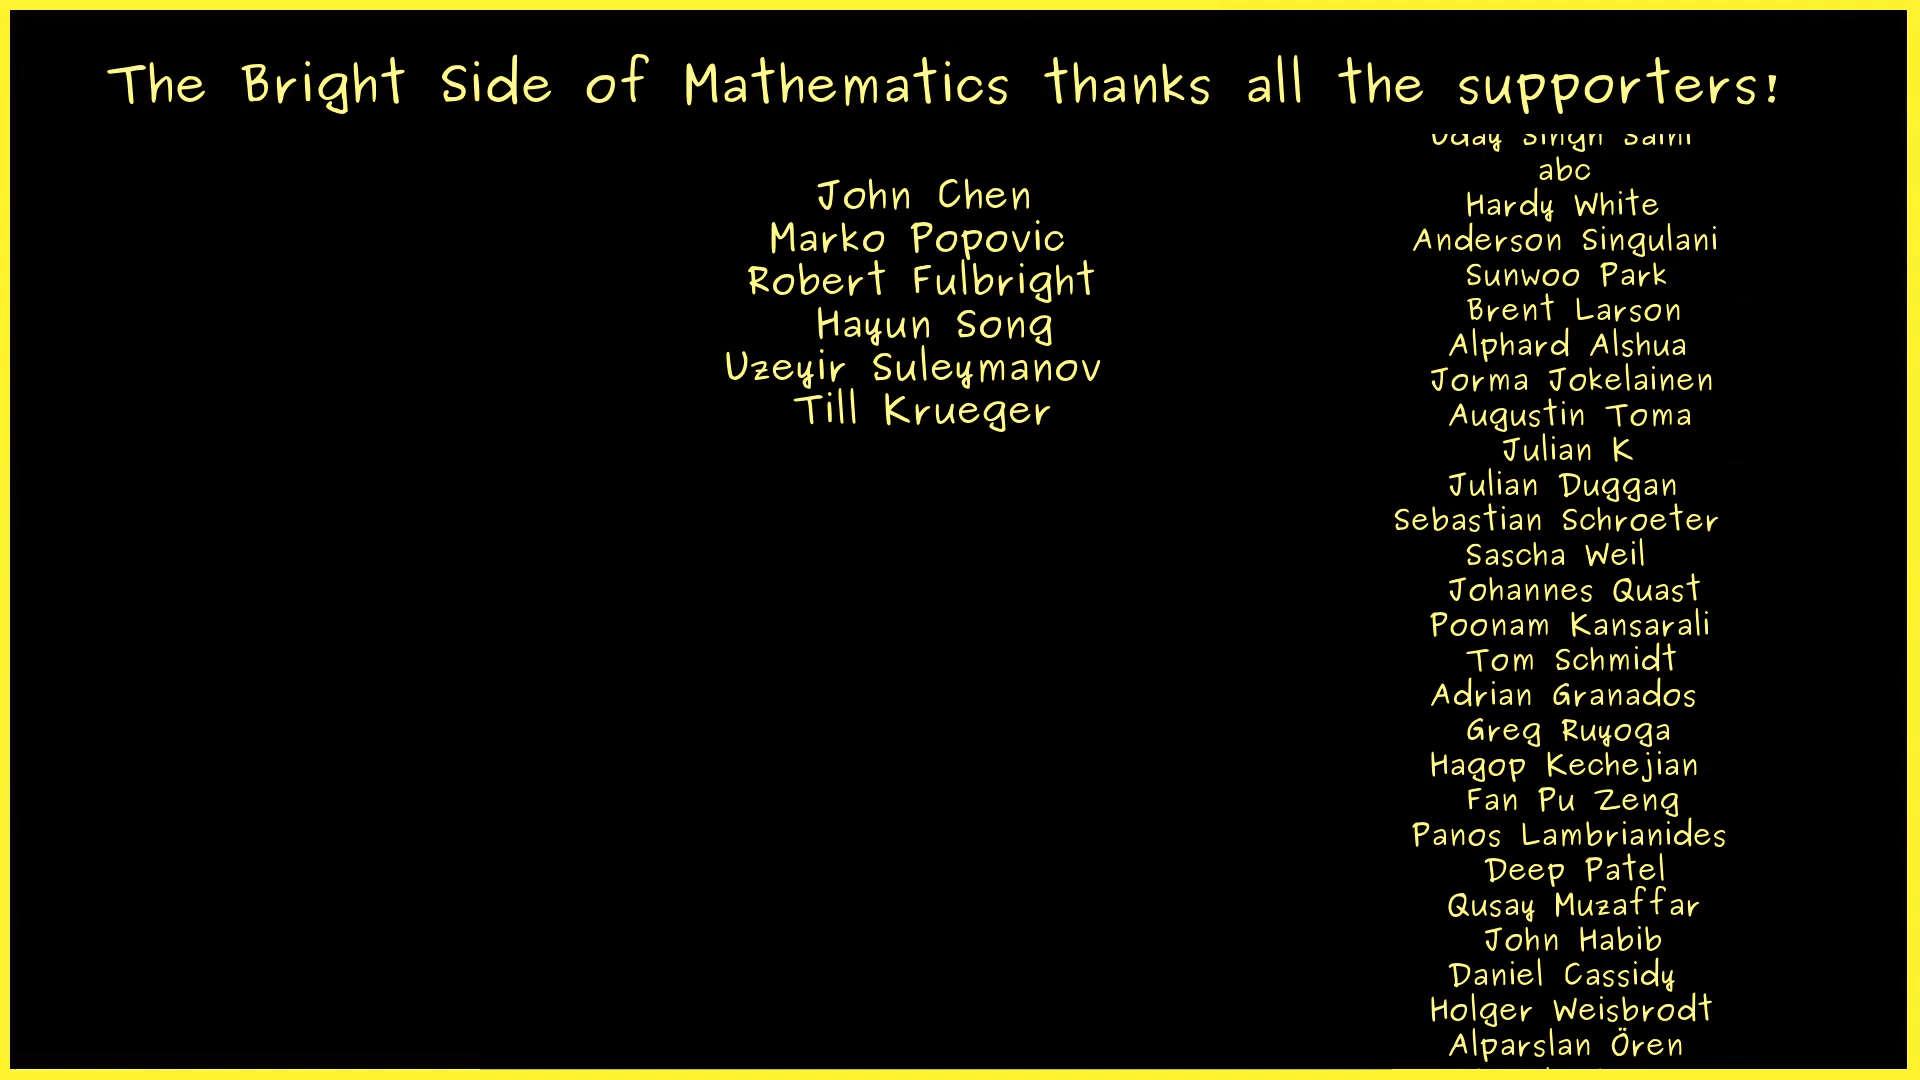 The Bright Side of Mathematics thanks all the supporters!
John Chen
Marko Popovic
Robert Fulbright
Hayun Song
Uzeyir Suleymanov
Till Krueger
Uday Singh Saini
abc
Hardy White
Anderson Singulani
Sunwoo Park
Brent Larson
Alphard Alshua
Jorma Jokelainen
Augustin Toma
Julian K
Julian Duggan
Sebastian Schroeter
Sascha Weil
Johannes Quast
Poonam Kansarali
Tom Schmidt
Adrian Granados
Greg Ruyoga
Hagop Kechejian
Fan Pu Zeng
Panos Lambrianides
Deep Patel
Qusay Muzaffar
John Habib
Daniel Cassidy
Holger Weisbrodt
Alparslan Ören